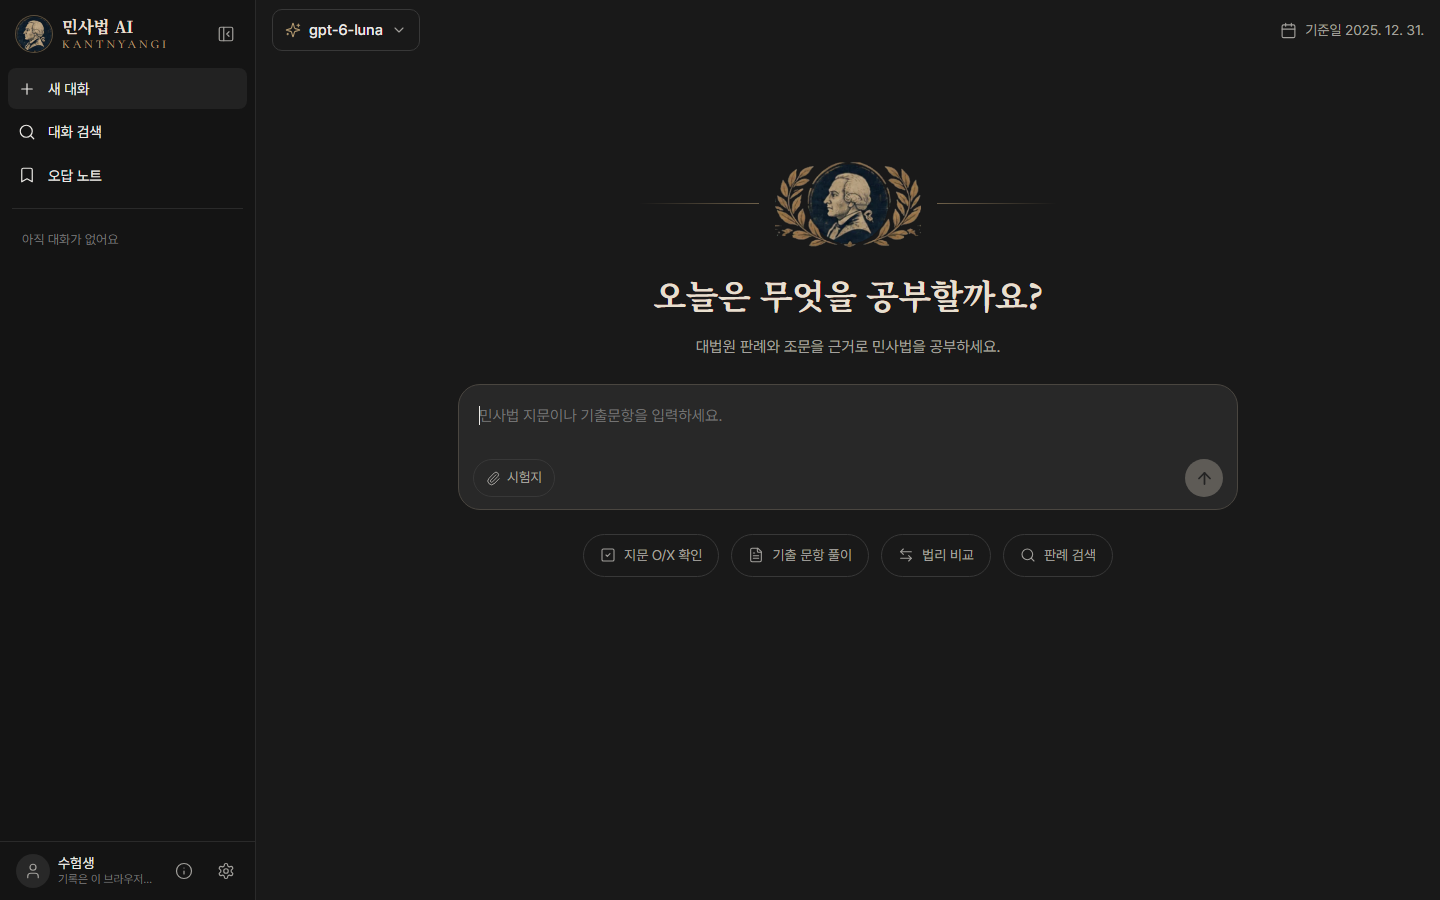 민사법 AI
KANTNYANGI
새 대화
대화 검색
오답 노트
아직 대화가 없어요
수험생
기록은 이 브라우저...
gpt-6-luna
기준일 2025. 12. 31.
오늘은 무엇을 공부할까요?
대법원 판례와 조문을 근거로 민사법을 공부하세요.
민사법 지문이나 기출문항을 입력하세요.
시험지
지문 O/X 확인
기출 문항 풀이
법리 비교
판례 검색